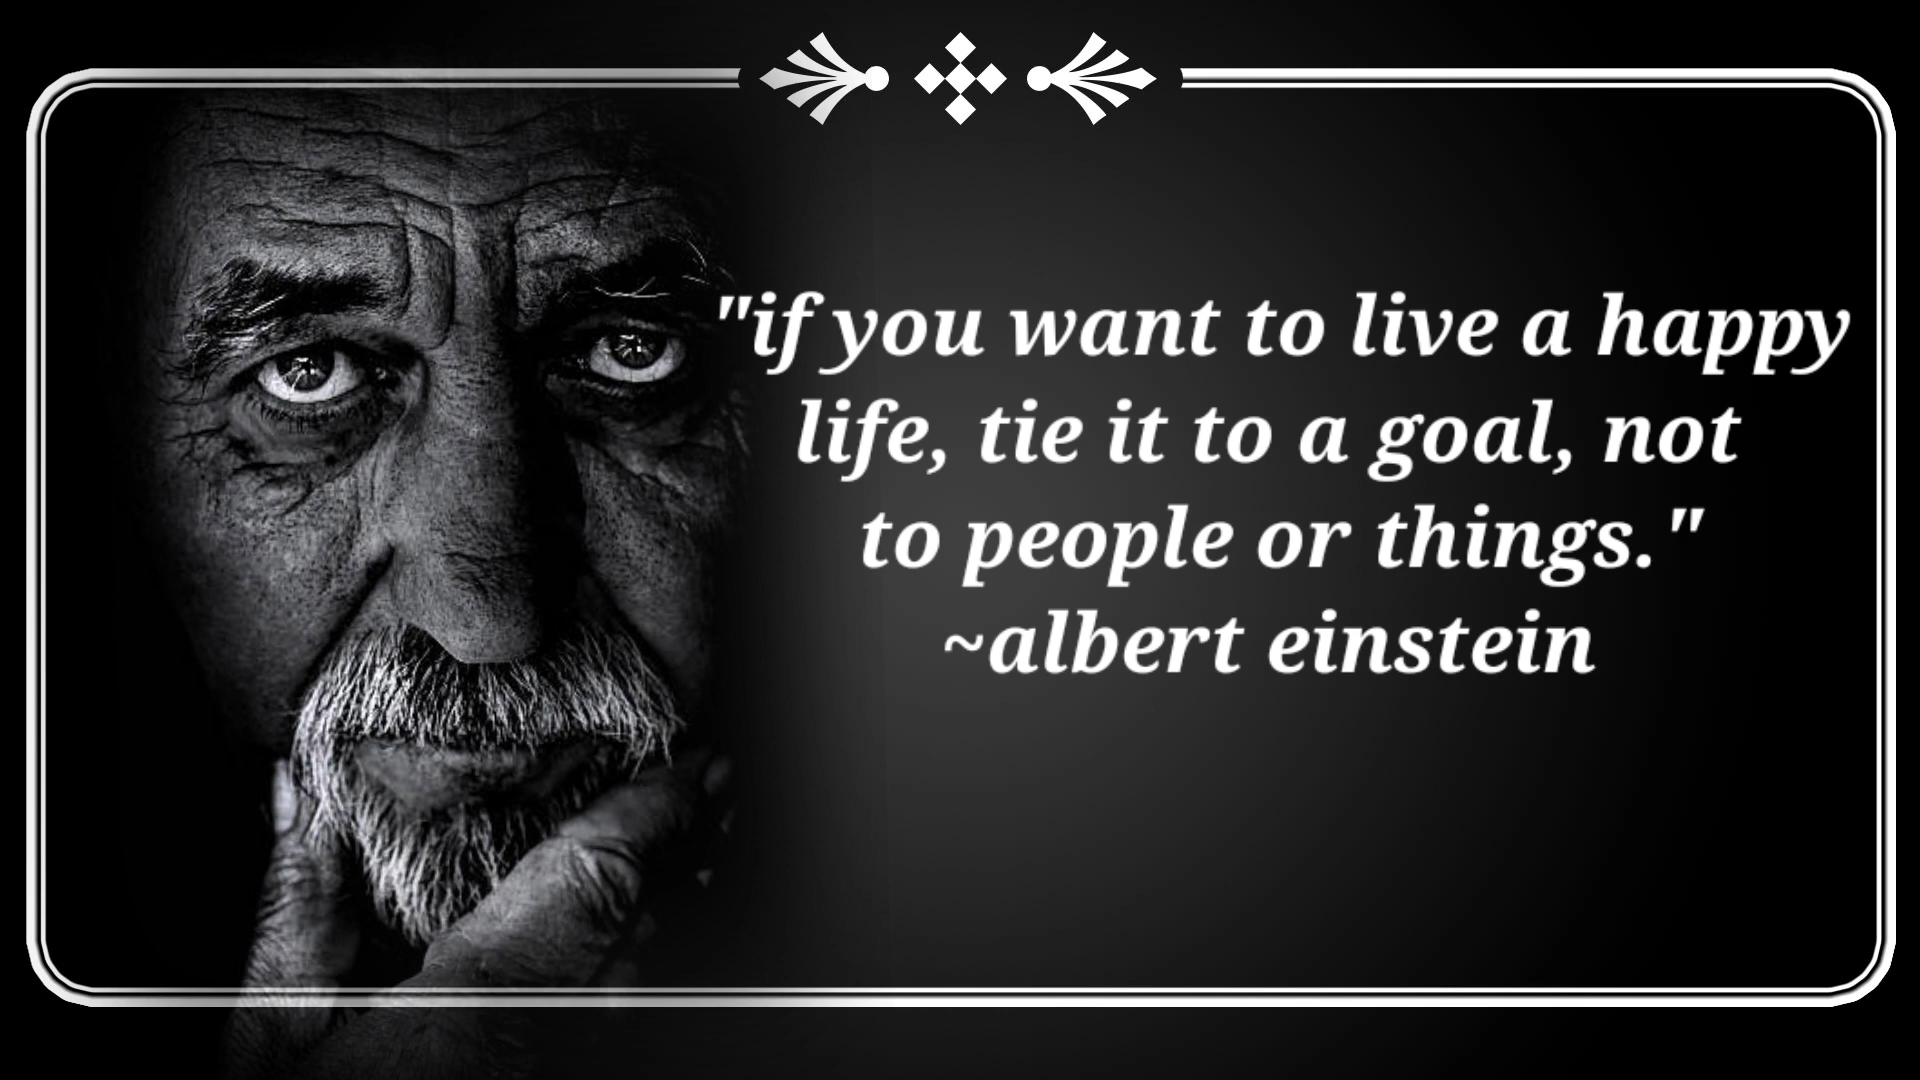 "if you want to live a happy
life, tie it to a goal, not
to people or things."
~albert einstein